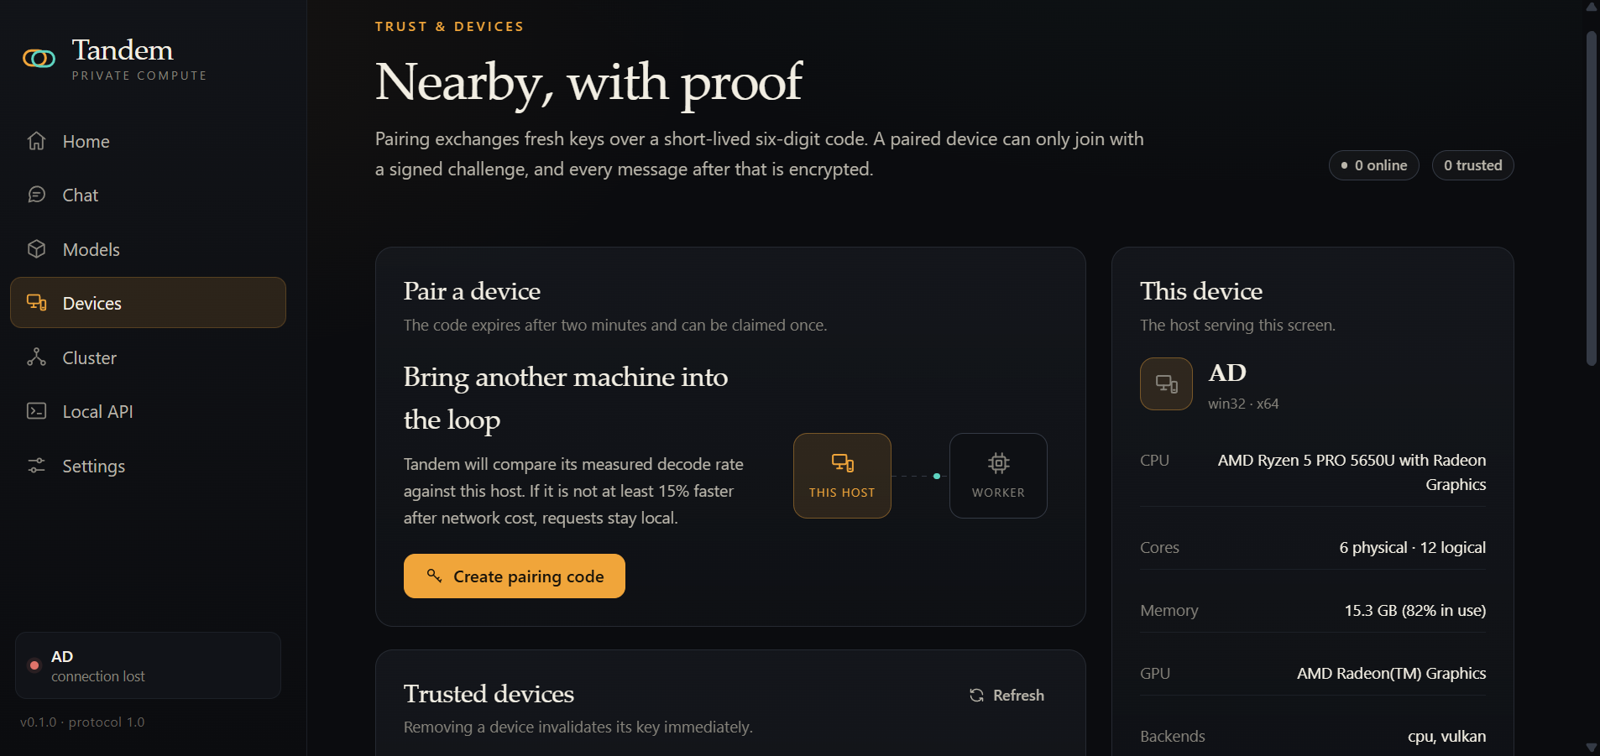 Tandem
PRIVATE COMPUTE
Home
Chat
Models
Devices
Cluster
Local API
Settings
AD
connection lost
v0.1.0 · protocol 1.0
TRUST & DEVICES
Nearby, with proof
Pairing exchanges fresh keys over a short-lived six-digit code. A paired device can only join with
a signed challenge, and every message after that is encrypted.
0 online
0 trusted
Pair a device
The code expires after two minutes and can be claimed once.
Bring another machine into
the loop
Tandem will compare its measured decode rate
against this host. If it is not at least 15% faster
after network cost, requests stay local.
Create pairing code
THIS HOST
WORKER
Trusted devices
Refresh
Removing a device invalidates its key immediately.
This device
The host serving this screen.
AD
win32 · x64
CPU
AMD Ryzen 5 PRO 5650U with Radeon
Graphics
Cores
6 physical · 12 logical
Memory
15.3 GB (82% in use)
GPU
AMD Radeon(TM) Graphics
Backends
cpu, vulkan